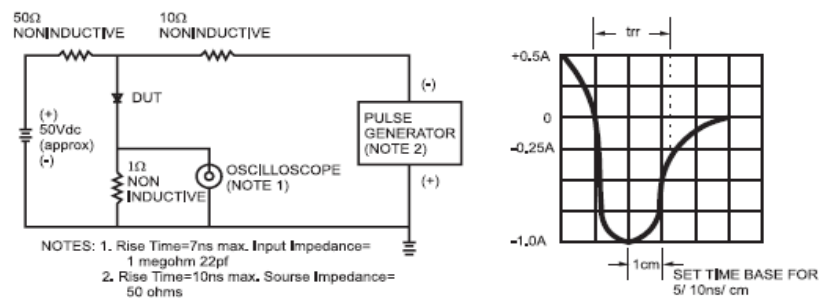 50Ω
NONINDUCTIVE
10Ω
NONINDUCTIVE
DUT
(+)
50Vdc
(approx)
(-)
1Ω
NON
INDUCTIVE
OSCILLOSCOPE
(NOTE 1)
(-)
PULSE
GENERATOR
(NOTE 2)
(+)
NOTES: 1. Rise Time=7ns max. Input Impedance=
1 megohm 22pf
2. Rise Time=10ns max. Sourse Impedance=
50 ohms
trr
+0.5A
0
-0.25A
-1.0A
1cm
SET TIME BASE FOR
5/ 10ns/ cm